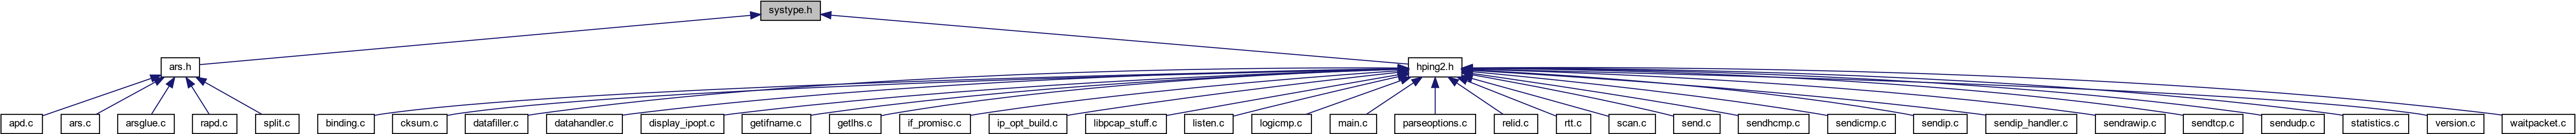 systype.h
ars.h
hping2.h
apd.c
ars.c
arsglue.c
rapd.c
split.c
binding.c
cksum.c
datafiller.c
datahandler.c
display_ipopt.c
getifname.c
getlhs.c
if_promisc.c
ip_opt_build.c
libpcap_stuff.c
listen.c
logicmp.c
main.c
parseoptions.c
relid.c
rtt.c
scan.c
send.c
sendhcmp.c
sendicmp.c
sendip.c
sendip_handler.c
sendrawip.c
sendtcp.c
sendudp.c
statistics.c
version.c
waitpacket.c